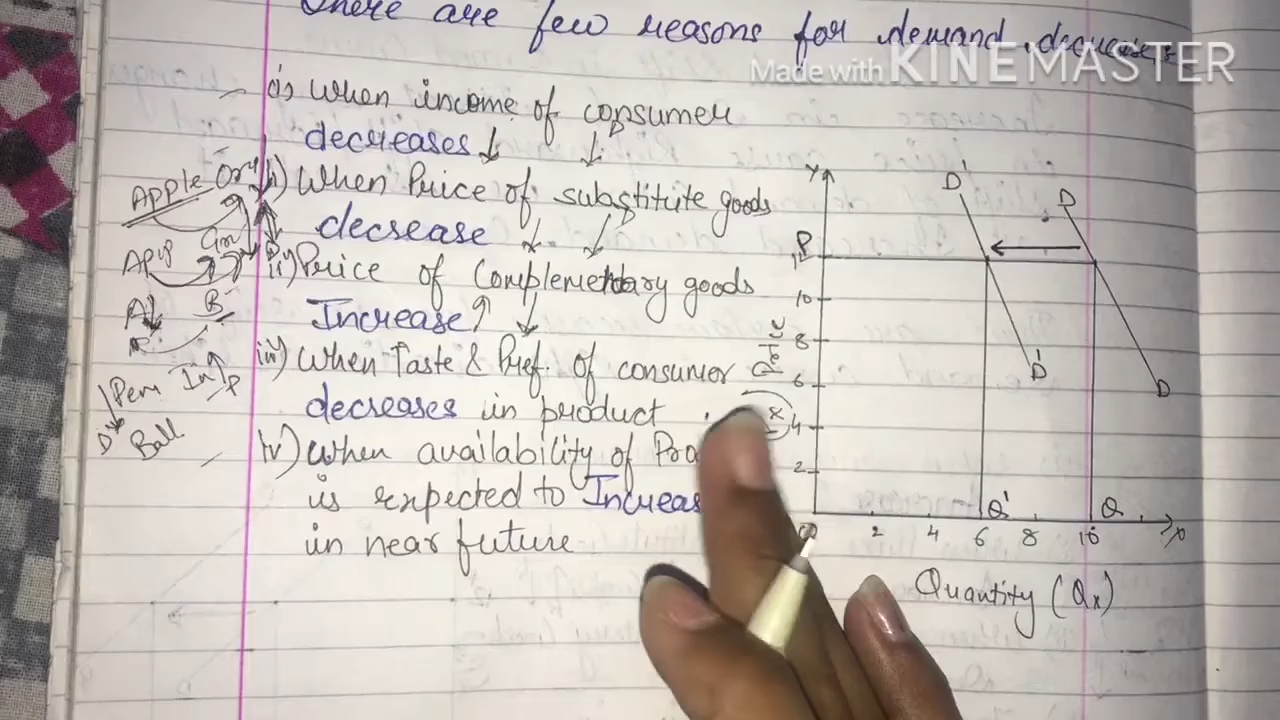 There are few reasons for demand decreases
Made with KINEMASTER
i) When income of consumer
decreases ↓ ↓
ii) When Price of substitute goods
decrease ↓ ↓
Price of Complementary goods
Increase ↑ ↓
iii) When Taste & Pref. of consumer
decreases in product
iv) When availability of
is expected to Increas
in near future
Apple
Pen
Ball
Y
D' D
P
10
8
6
4
2
D' D
Price
x
Q' Q
2 4 6 8 10 x
Quantity (Qx)